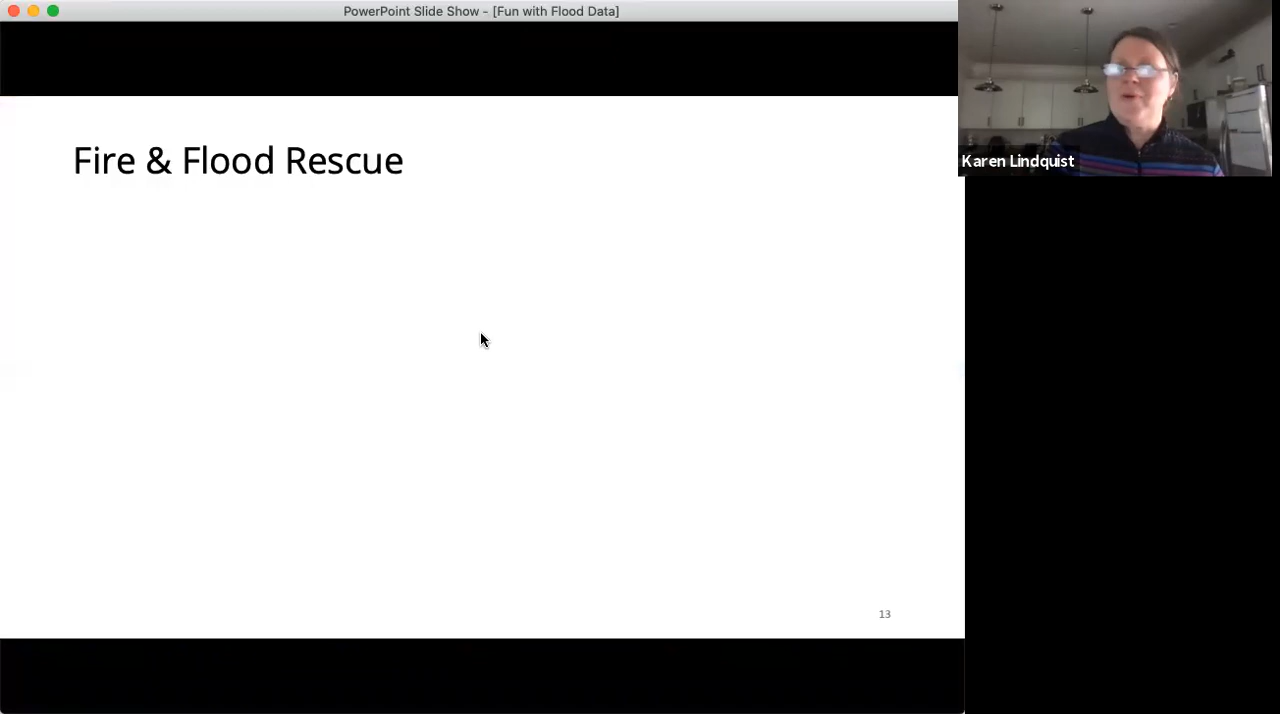 PowerPoint Slide Show - [Fun with Flood Data]
Karen Lindquist
Fire & Flood Rescue
13